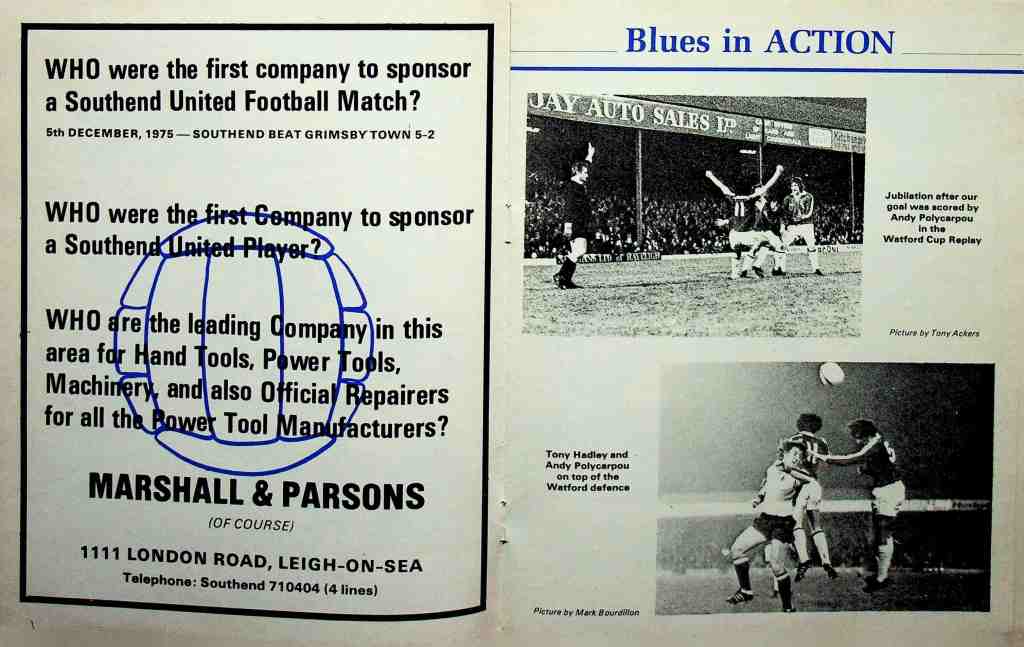 WHO were the first company to sponsor
a Southend United Football Match?
5th DECEMBER, 1975 — SOUTHEND BEAT GRIMSBY TOWN 5-2
WHO were the first Company to sponsor
a Southend United Player?
WHO are the leading Company in this
area for Hand Tools, Power Tools,
Machinery, and also Official Repairers
for all the Power Tool Manufacturers?
MARSHALL & PARSONS
(OF COURSE)
1111 LONDON ROAD, LEIGH-ON-SEA
Telephone: Southend 710404 (4 lines)
Blues in ACTION
JAY AUTO SALES LTD
OF RAYLEIGH
Jubilation after our
goal was scored by
Andy Polycarpou
in the
Watford Cup Replay
Picture by Tony Ackers
Tony Hadley and
Andy Polycarpou
on top of the
Watford defence
Picture by Mark Bourdillon